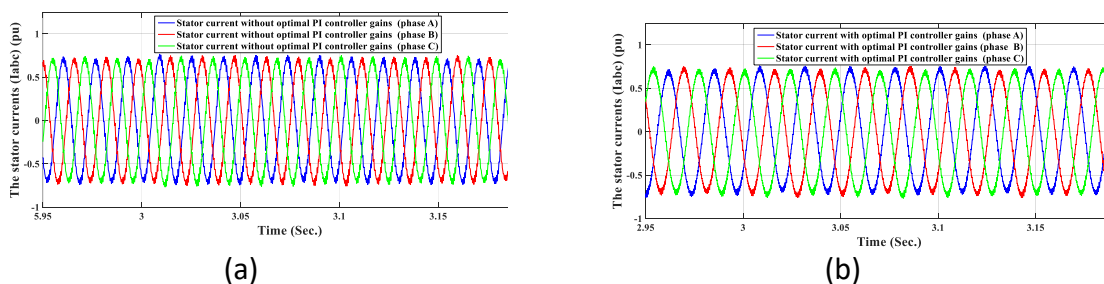 Stator current without optimal PI controller gains (phase A)
Stator current without optimal PI controller gains (phase B)
Stator current without optimal PI controller gains (phase C)
The stator currents (Iabc) (pu)
1
0.5
0
-0.5
-1
5.95
3
3.05
3.1
3.15
Time (Sec.)
(a)
Stator current with optimal PI controller gains (phase A)
Stator current with optimal PI controller gains (phase B)
Stator current with optimal PI controller gains (phase C)
The stator currents (Iabc) (pu)
1
0.5
0
-0.5
-1
2.95
3
3.05
3.1
3.15
Time (Sec.)
(b)